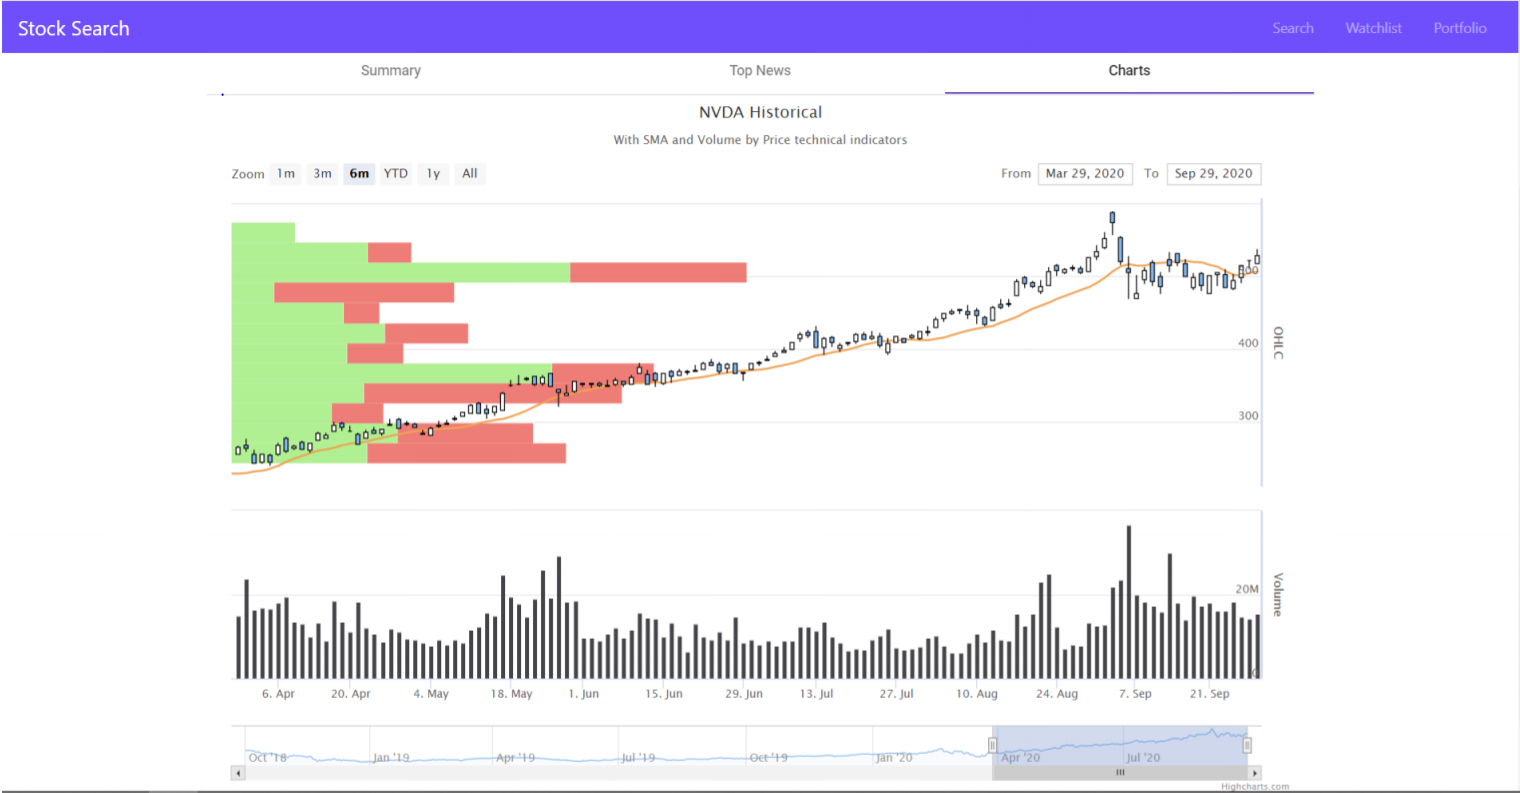 Stock Search Search Watchlist Portfolio
Summary Top News Charts
NVDA Historical
With SMA and Volume by Price technical indicators
Zoom 1m 3m 6m YTD 1y All From Mar 29, 2020 To Sep 29, 2020
500
400
300
OHLC
20M
0
Volume
6. Apr 20. Apr 4. May 18. May 1. Jun 15. Jun 29. Jun 13. Jul 27. Jul 10. Aug 24. Aug 7. Sep 21. Sep
Oct '18 Jan '19 Apr '19 Jul '19 Oct '19 Jan '20 Apr '20 Jul '20
Highcharts.com